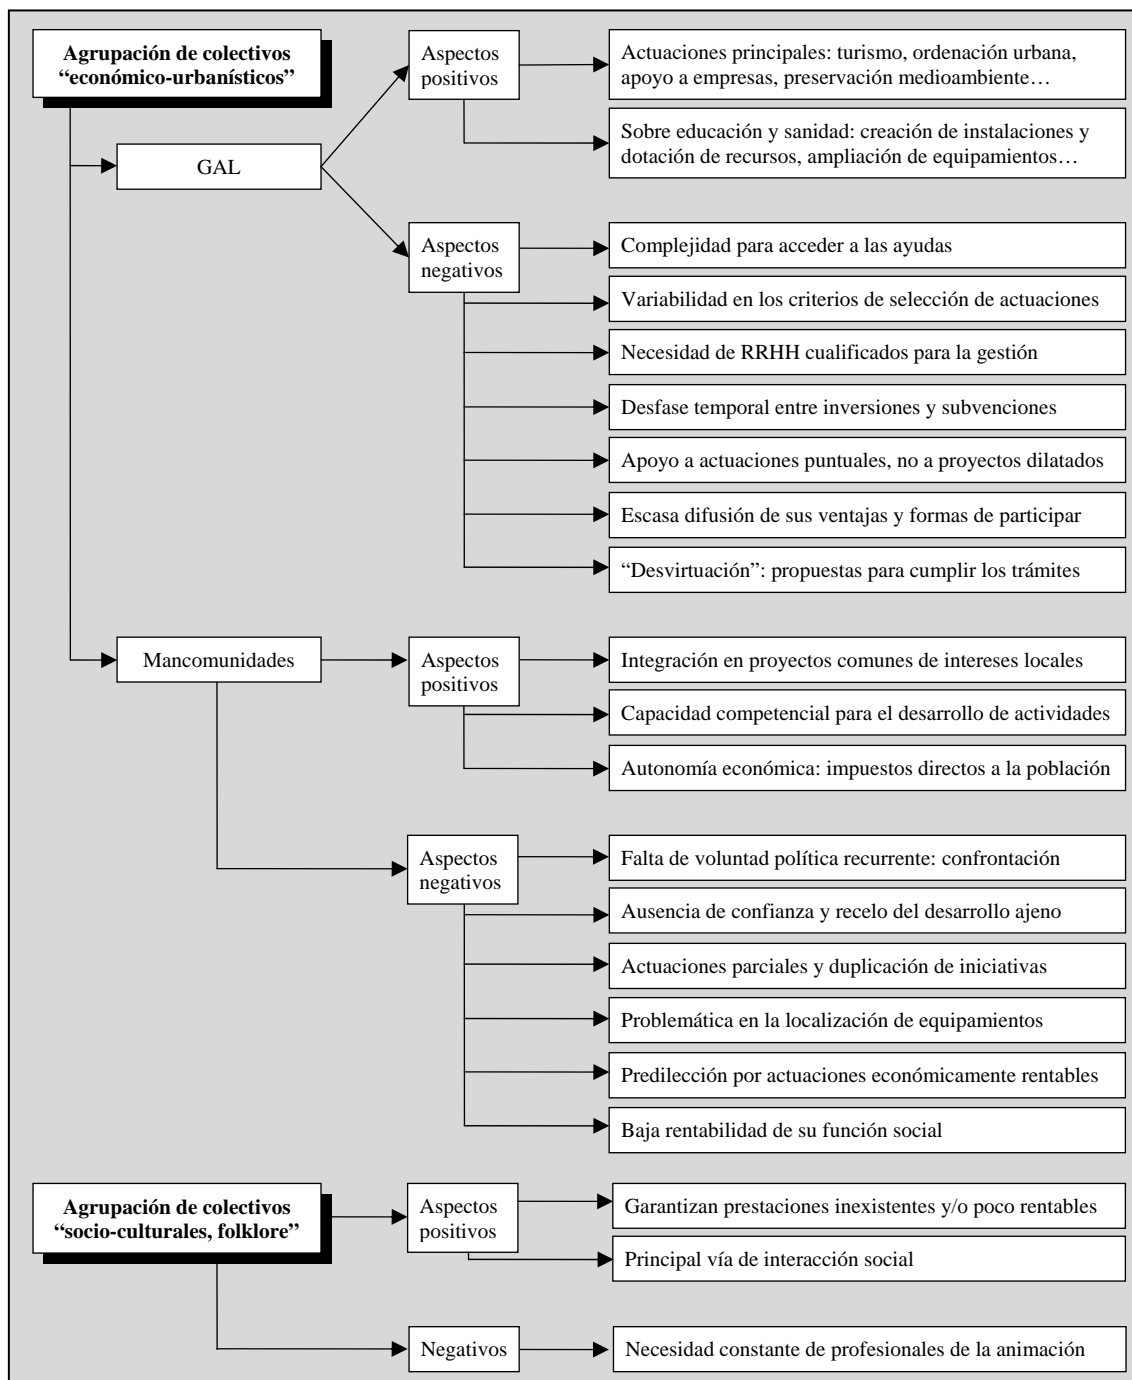 Agrupación de colectivos
“económico-urbanísticos”
GAL
Aspectos
positivos
Actuaciones principales: turismo, ordenación urbana,
apoyo a empresas, preservación medioambiente…
Sobre educación y sanidad: creación de instalaciones y
dotación de recursos, ampliación de equipamientos…
Aspectos
negativos
Complejidad para acceder a las ayudas
Variabilidad en los criterios de selección de actuaciones
Necesidad de RRHH cualificados para la gestión
Desfase temporal entre inversiones y subvenciones
Apoyo a actuaciones puntuales, no a proyectos dilatados
Escasa difusión de sus ventajas y formas de participar
“Desvirtuación”: propuestas para cumplir los trámites
Mancomunidades
Aspectos
positivos
Integración en proyectos comunes de intereses locales
Capacidad competencial para el desarrollo de actividades
Autonomía económica: impuestos directos a la población
Aspectos
negativos
Falta de voluntad política recurrente: confrontación
Ausencia de confianza y recelo del desarrollo ajeno
Actuaciones parciales y duplicación de iniciativas
Problemática en la localización de equipamientos
Predilección por actuaciones económicamente rentables
Baja rentabilidad de su función social
Agrupación de colectivos
“socio-culturales, folklore”
Aspectos
positivos
Garantizan prestaciones inexistentes y/o poco rentables
Principal vía de interacción social
Negativos
Necesidad constante de profesionales de la animación